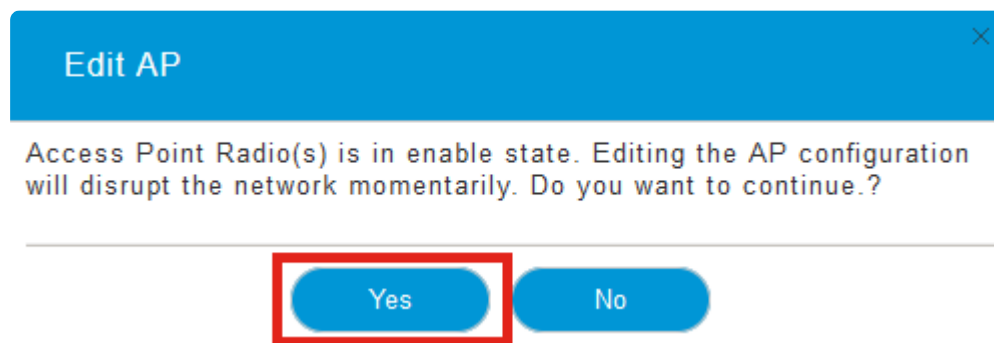 Edit AP
Access Point Radio(s) is in enable state. Editing the AP configuration
will disrupt the network momentarily. Do you want to continue.?
Yes No